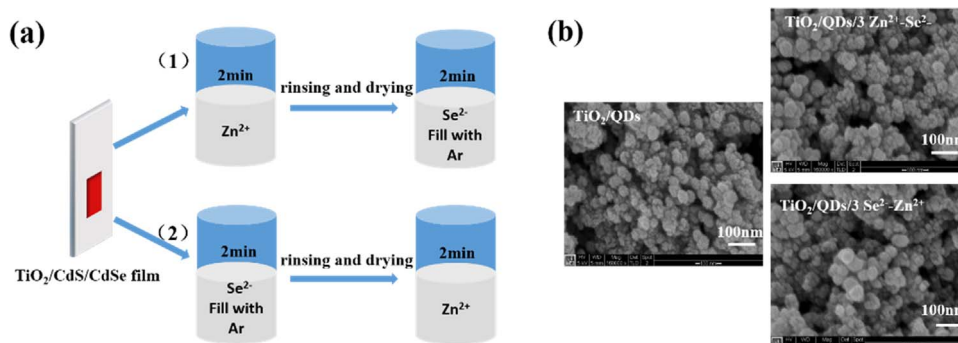 (a)
(1)
2min
Zn²⁺
rinsing and drying
2min
Se²⁻
Fill with
Ar
TiO₂/CdS/CdSe film
(2)
2min
Se²⁻
Fill with
Ar
rinsing and drying
2min
Zn²⁺
(b)
TiO₂/QDs
100nm
TiO₂/QDs/3 Zn²⁺-Se²⁻
100nm
TiO₂/QDs/3 Se²⁻-Zn²⁺
100nm